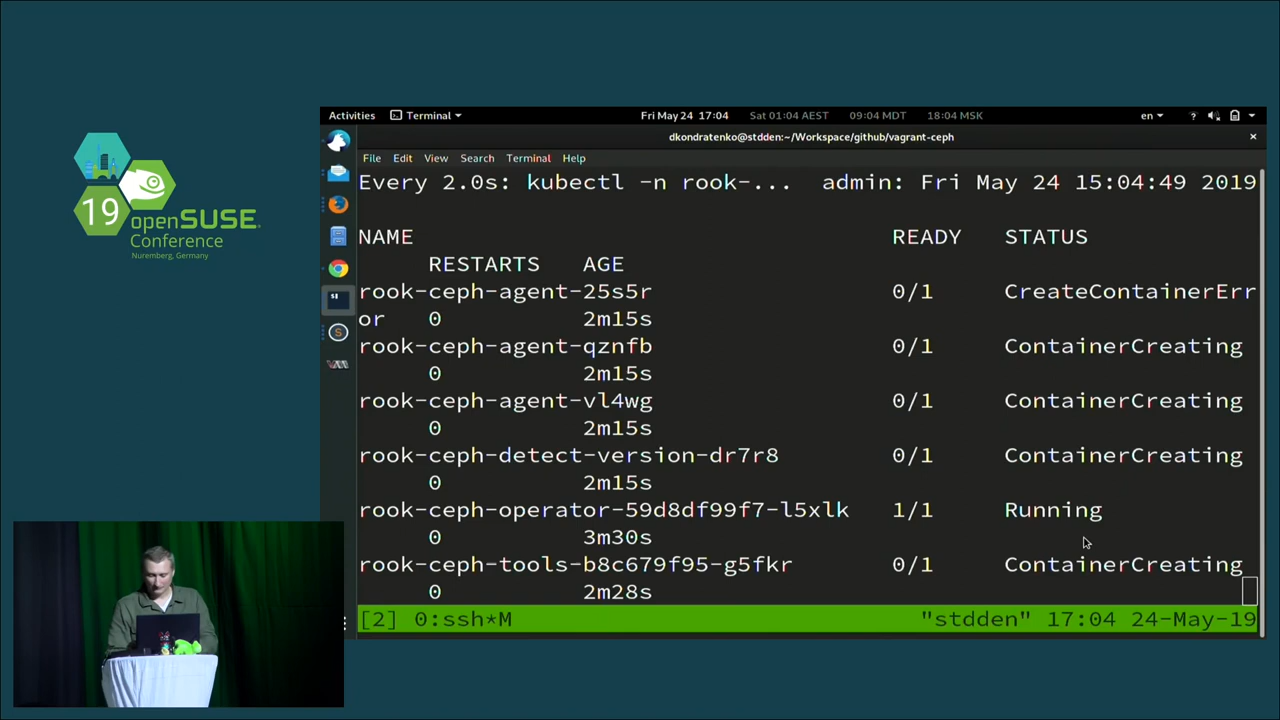 Activities Terminal Fri May 24 17:04 Sat 01:04 AEST 09:04 MDT 18:04 MSK en ?
dkondratenko@stdden:~/Workspace/github/vagrant-ceph
File Edit View Search Terminal Help
Every 2.0s: kubectl -n rook-... admin: Fri May 24 15:04:49 2019
NAME READY STATUS
RESTARTS AGE
rook-ceph-agent-25s5r 0/1 CreateContainerErr
or 0 2m15s
rook-ceph-agent-qznfb 0/1 ContainerCreating
0 2m15s
rook-ceph-agent-vl4wg 0/1 ContainerCreating
0 2m15s
rook-ceph-detect-version-dr7r8 0/1 ContainerCreating
0 2m15s
rook-ceph-operator-59d8df99f7-l5xlk 1/1 Running
0 3m30s
rook-ceph-tools-b8c679f95-g5fkr 0/1 ContainerCreating
0 2m28s
[2] 0:ssh*M "stdden" 17:04 24-May-19
19
openSUSE
Conference
Nuremberg, Germany